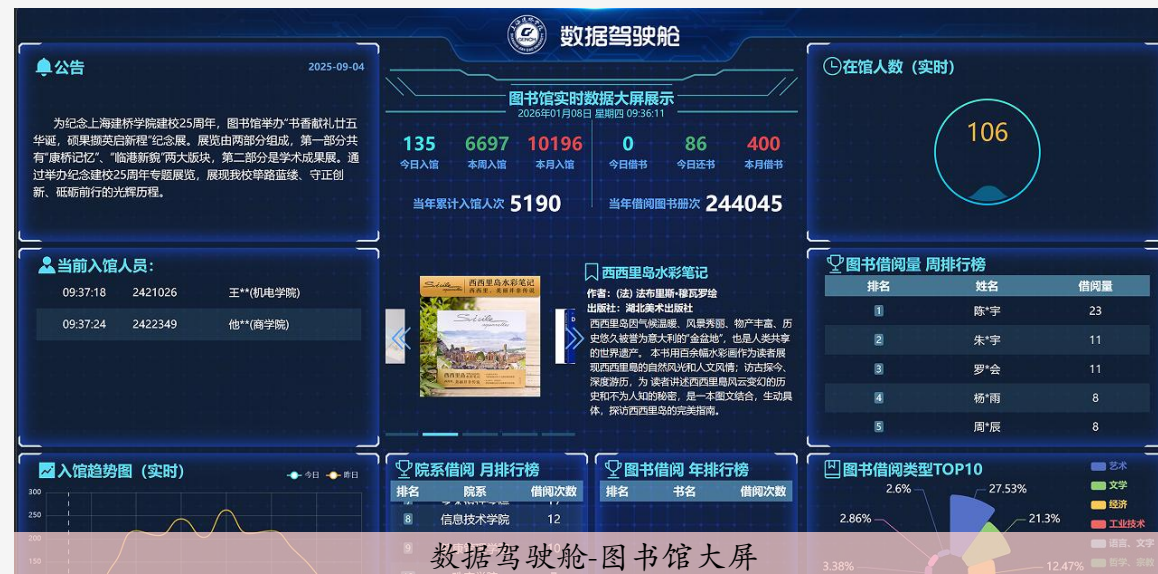 数据驾驶舱
公告
2025-09-04
为纪念上海建桥学院建校25周年，图书馆举办“书香献礼廿五
华诞，硕果撷英启新程”纪念展。展览由两部分组成，第一部分共
有“康桥记忆”、“临港新貌”两大版块，第二部分是学术成果展。通
过举办纪念建校25周年专题展览，展现我校筚路蓝缕、守正创
新、砥砺前行的光辉历程。
图书馆实时数据大屏展示
2026年01月08日 星期四 09:36:11
135 6697 10196 0 86 400
今日入馆 本周入馆 本月入馆 今日借书 今日还书 本月借书
当年累计入馆人次 5190 当年借阅图书册次 244045
在馆人数（实时）
106
当前入馆人员：
09:37:18 2421026 王**(机电学院)
09:37:24 2422349 他**(商学院)
西西里岛水彩笔记
西西里岛水彩笔记
作者：(法) 法布里斯·穆瓦罗绘
出版社：湖北美术出版社
西西里岛因气候温暖、风景秀丽、物产丰富、历
史悠久被誉为意大利的“金盆地”，也是人类共享
的世界遗产。 本书用百余幅水彩画作为读者展
现西西里岛的自然风光和人文风情；访古探今、
深度游历，为 读者讲述西西里岛风云变幻的历
史和不为人知的秘密，是一本图文结合，生动具
体，探访西西里岛的完美指南。
图书借阅量 周排行榜
排名 姓名 借阅量
1 陈*宇 23
2 朱*宇 11
3 罗*会 11
4 杨*雨 8
5 周*辰 8
入馆趋势图（实时）
今日 昨日
300
250
200
150
院系借阅 月排行榜
排名 院系 借阅次数
8 信息技术学院 12
9 10
图书借阅 年排行榜
排名 书名 借阅次数
图书借阅类型TOP10
2.6% 27.53%
2.86% 21.3%
3.38% 12.47%
艺术
文学
经济
工业技术
语言、文字
哲学、宗教
数据驾驶舱-图书馆大屏